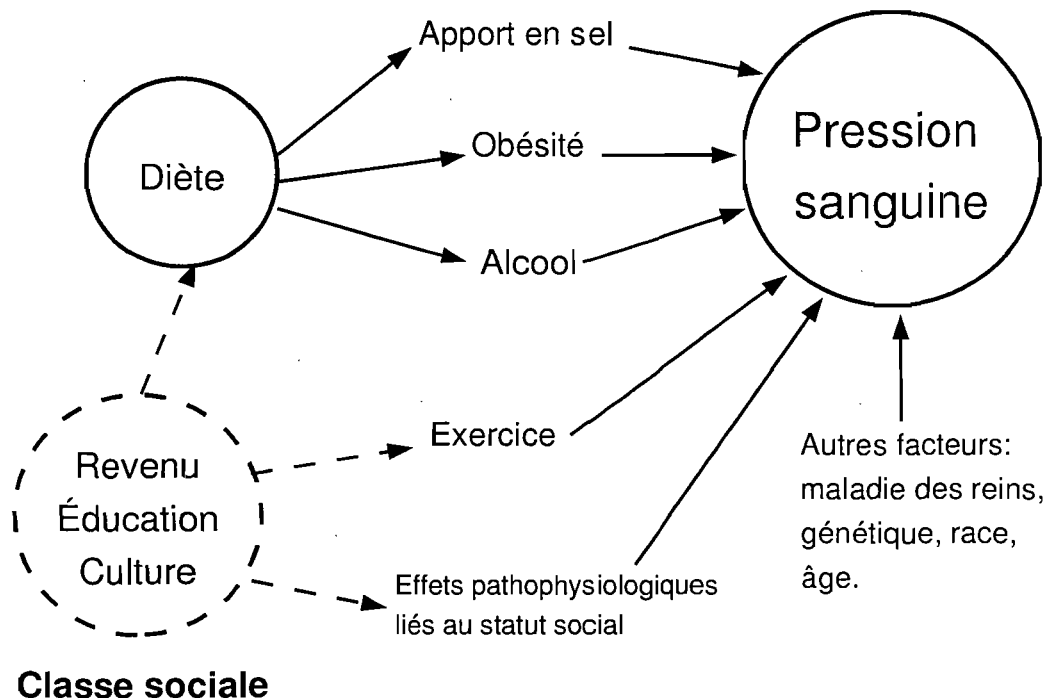 Apport en sel
Obésité
Alcool
Diète
Pression
sanguine
Exercice
Revenu
Éducation
Culture
Effets pathophysiologiques
liés au statut social
Autres facteurs:
maladie des reins,
génétique, race,
âge.
Classe sociale